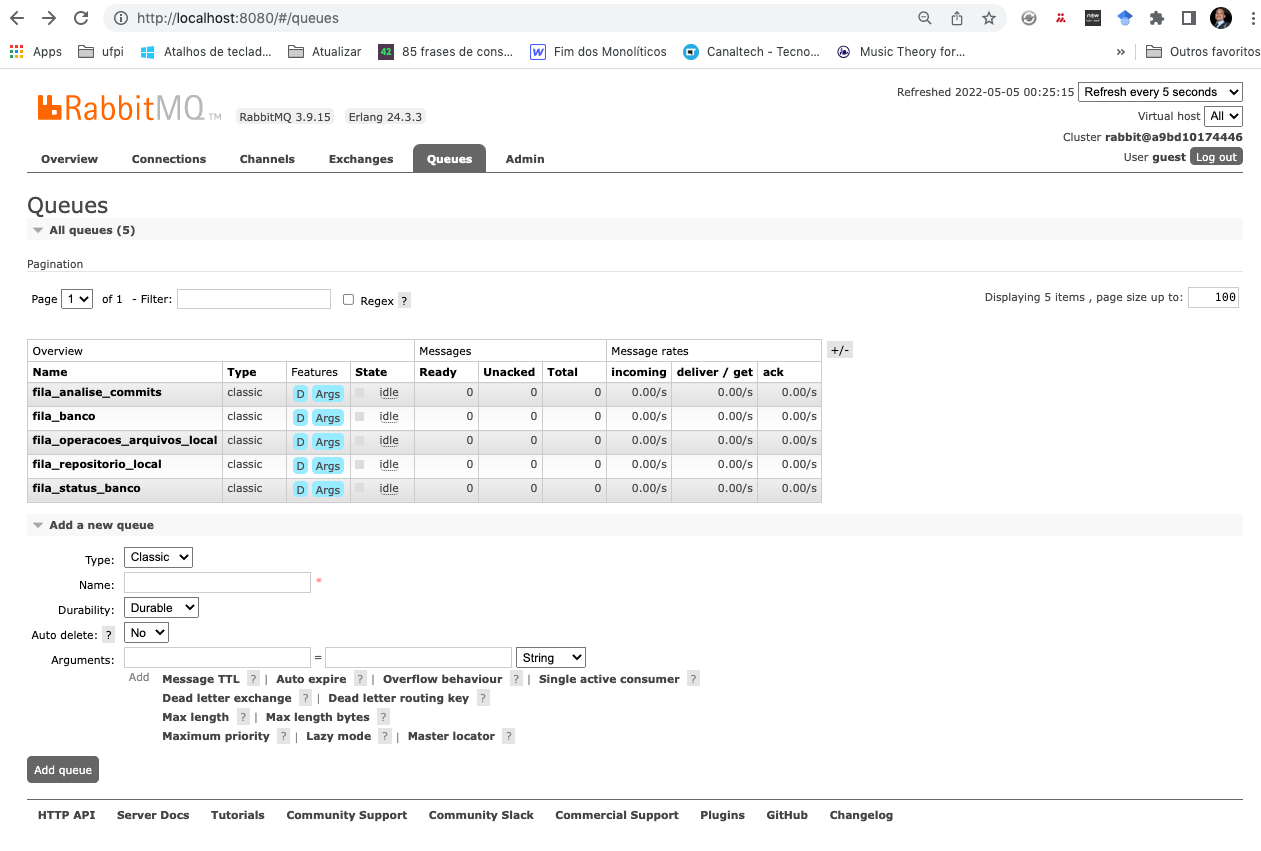 http://localhost:8080/#/queues
Apps ufpi Atalhos de teclad... Atualizar 42 85 frases de cons... W Fim dos Monolíticos Canaltech - Tecno... Music Theory for... » Outros favoritos
RabbitMQ TM RabbitMQ 3.9.15 Erlang 24.3.3
Refreshed 2022-05-05 00:25:15 Refresh every 5 seconds
Virtual host All
Cluster rabbit@a9bd10174446
User guest Log out
Overview Connections Channels Exchanges Queues Admin
Queues
All queues (5)
Pagination
Page 1 of 1 - Filter: Regex ? Displaying 5 items , page size up to: 100
Overview Messages Message rates +/-
Name Type Features State Ready Unacked Total incoming deliver / get ack
fila_analise_commits classic D Args idle 0 0 0 0.00/s 0.00/s 0.00/s
fila_banco classic D Args idle 0 0 0 0.00/s 0.00/s 0.00/s
fila_operacoes_arquivos_local classic D Args idle 0 0 0 0.00/s 0.00/s 0.00/s
fila_repositorio_local classic D Args idle 0 0 0 0.00/s 0.00/s 0.00/s
fila_status_banco classic D Args idle 0 0 0 0.00/s 0.00/s 0.00/s
Add a new queue
Type: Classic
Name: *
Durability: Durable
Auto delete: ? No
Arguments: = String
Add Message TTL ? | Auto expire ? | Overflow behaviour ? | Single active consumer ?
Dead letter exchange ? | Dead letter routing key ?
Max length ? | Max length bytes ?
Maximum priority ? | Lazy mode ? | Master locator ?
Add queue
HTTP API Server Docs Tutorials Community Support Community Slack Commercial Support Plugins GitHub Changelog